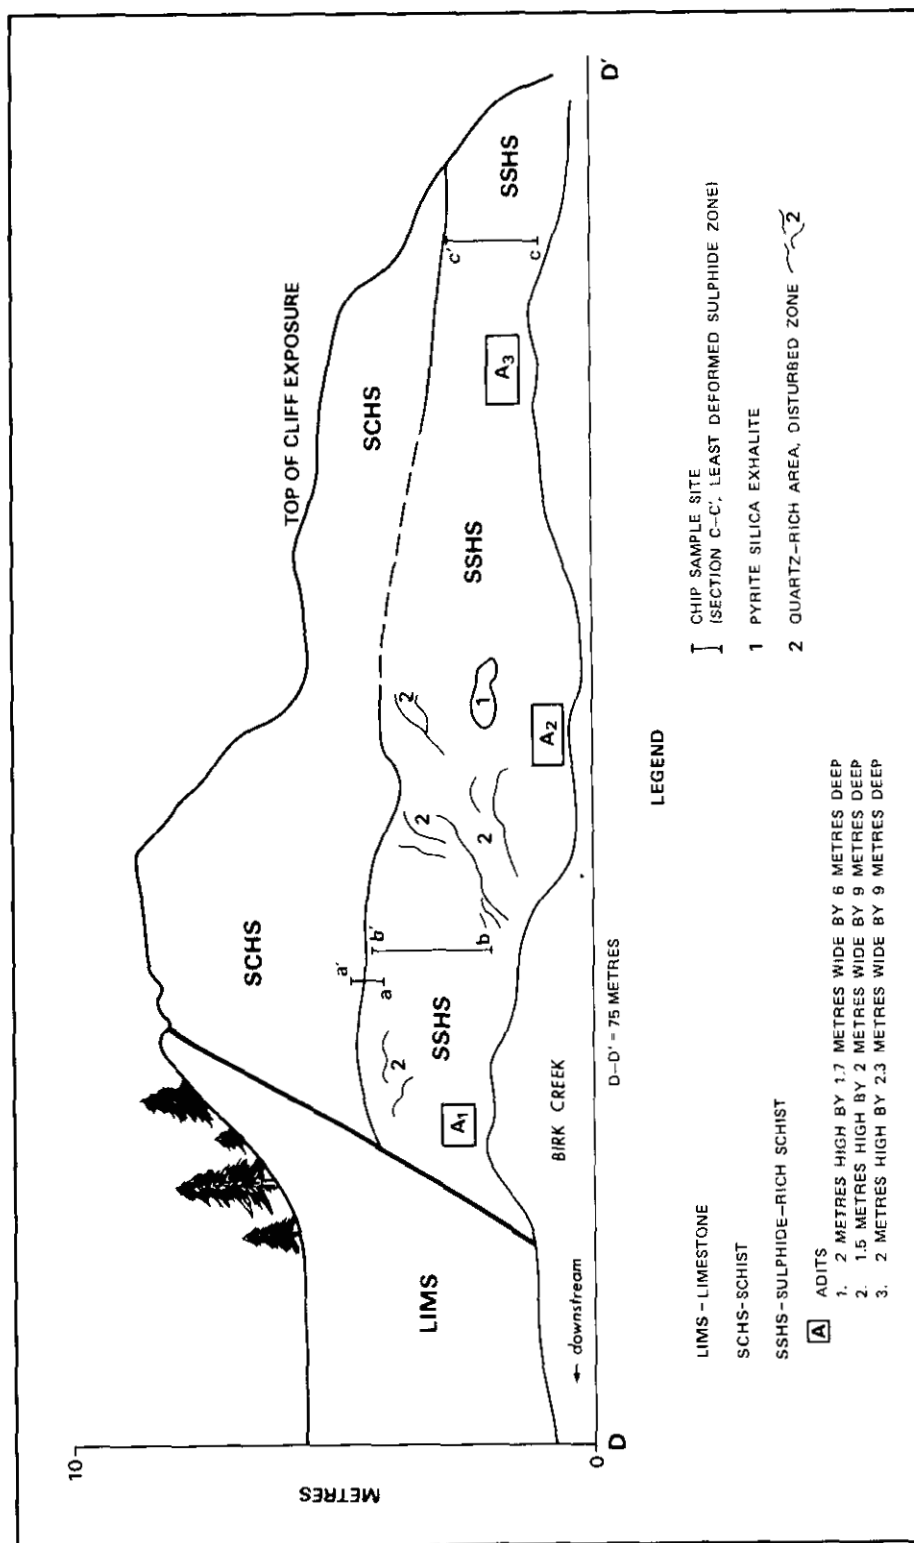 10
METRES
0
D
D'
TOP OF CLIFF EXPOSURE
SCHS
SCHS
LIMS
SSHS
SSHS
SSHS
A1
A2
A3
a'
a
b'
b
c'
c
2
2
2
2
1
BIRK CREEK
← downstream
D–D' = 75 METRES
LEGEND
LIMS – LIMESTONE
SCHS-SCHIST
SSHS-SULPHIDE-RICH SCHIST
A ADITS
1. 2 METRES HIGH BY 1.7 METRES WIDE BY 6 METRES DEEP
2. 1.5 METRES HIGH BY 2 METRES WIDE BY 9 METRES DEEP
3. 2 METRES HIGH BY 2.3 METRES WIDE BY 9 METRES DEEP
CHIP SAMPLE SITE
(SECTION C–C', LEAST DEFORMED SULPHIDE ZONE)
1 PYRITE SILICA EXHALITE
2 QUARTZ-RICH AREA, DISTURBED ZONE 2